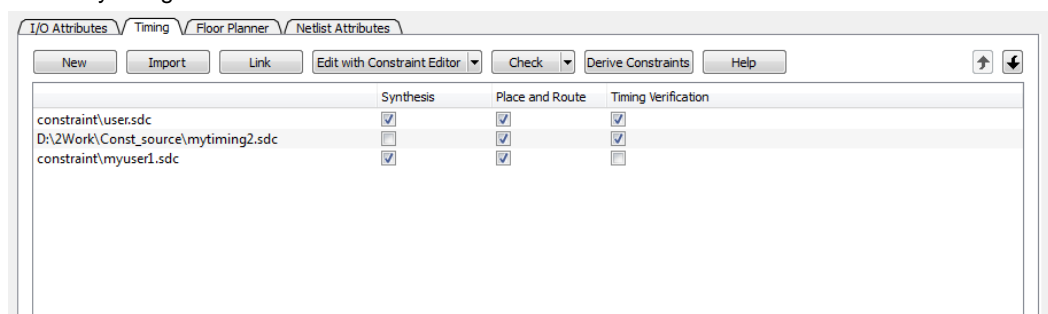 I/O Attributes Timing Floor Planner Netlist Attributes
New Import Link Edit with Constraint Editor Check Derive Constraints Help
Synthesis Place and Route Timing Verification
constraint\user.sdc
D:\2Work\Const_source\mytiming2.sdc
constraint\myuser1.sdc